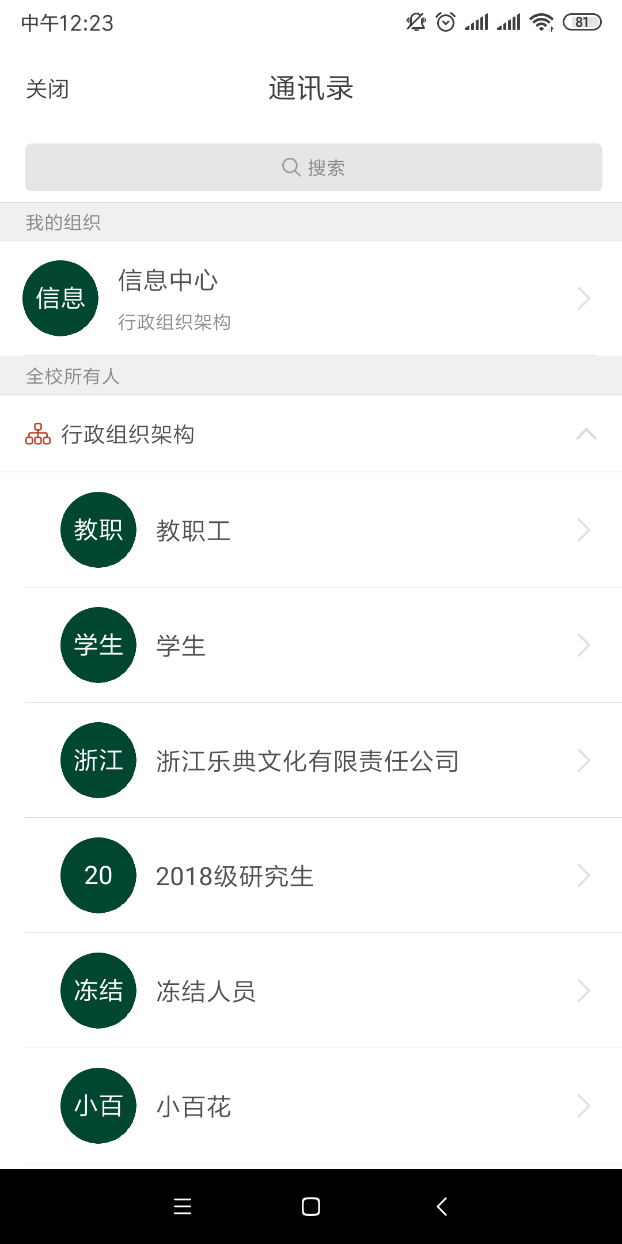 中午12:23
81
关闭
通讯录
搜索
我的组织
信息
信息中心
行政组织架构
全校所有人
行政组织架构
教职
教职工
学生
学生
浙江
浙江乐典文化有限责任公司
20
2018级研究生
冻结
冻结人员
小百
小百花